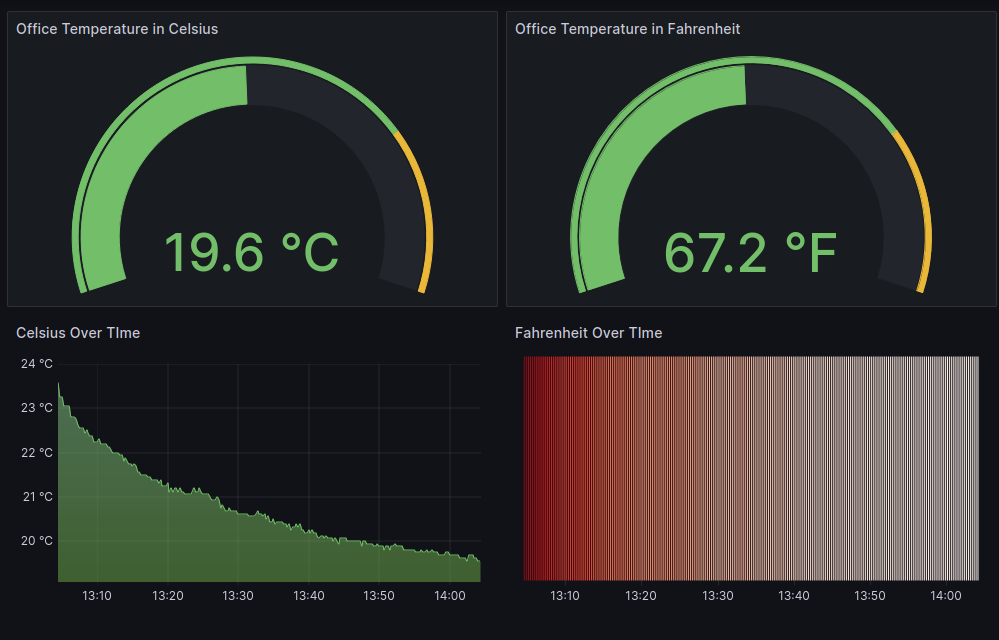 Office Temperature in Celsius
Office Temperature in Fahrenheit
19.6 °C
67.2 °F
Celsius Over TIme
Fahrenheit Over TIme
24 °C
23 °C
22 °C
21 °C
20 °C
13:10 13:20 13:30 13:40 13:50 14:00
13:10 13:20 13:30 13:40 13:50 14:00